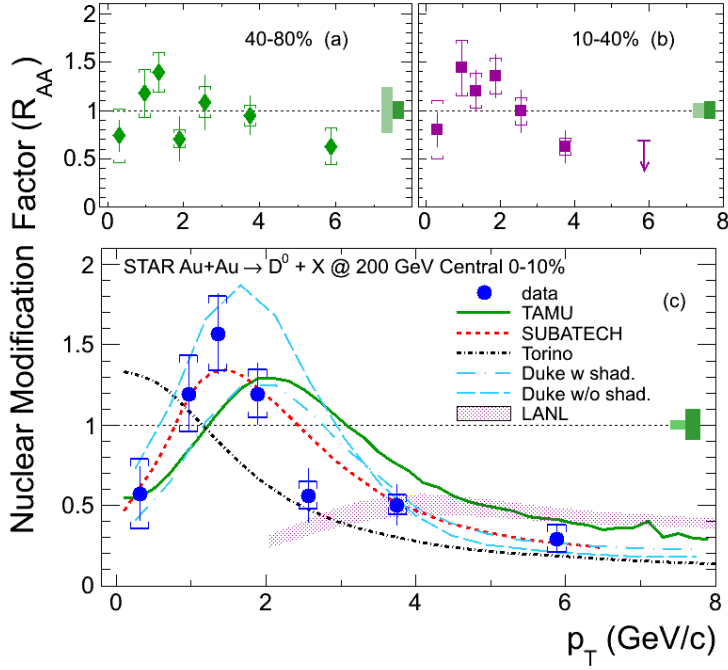 Nuclear Modification Factor (R_AA)
2
1.5
1
0.5
0
40-80% (a)
10-40% (b)
0 2 4 6
0 2 4 6 8
2
1.5
1
0.5
0
STAR Au+Au → D⁰ + X @ 200 GeV Central 0-10%
(c)
data
TAMU
SUBATECH
Torino
Duke w shad.
Duke w/o shad.
LANL
0 2 4 6 8
p_T (GeV/c)